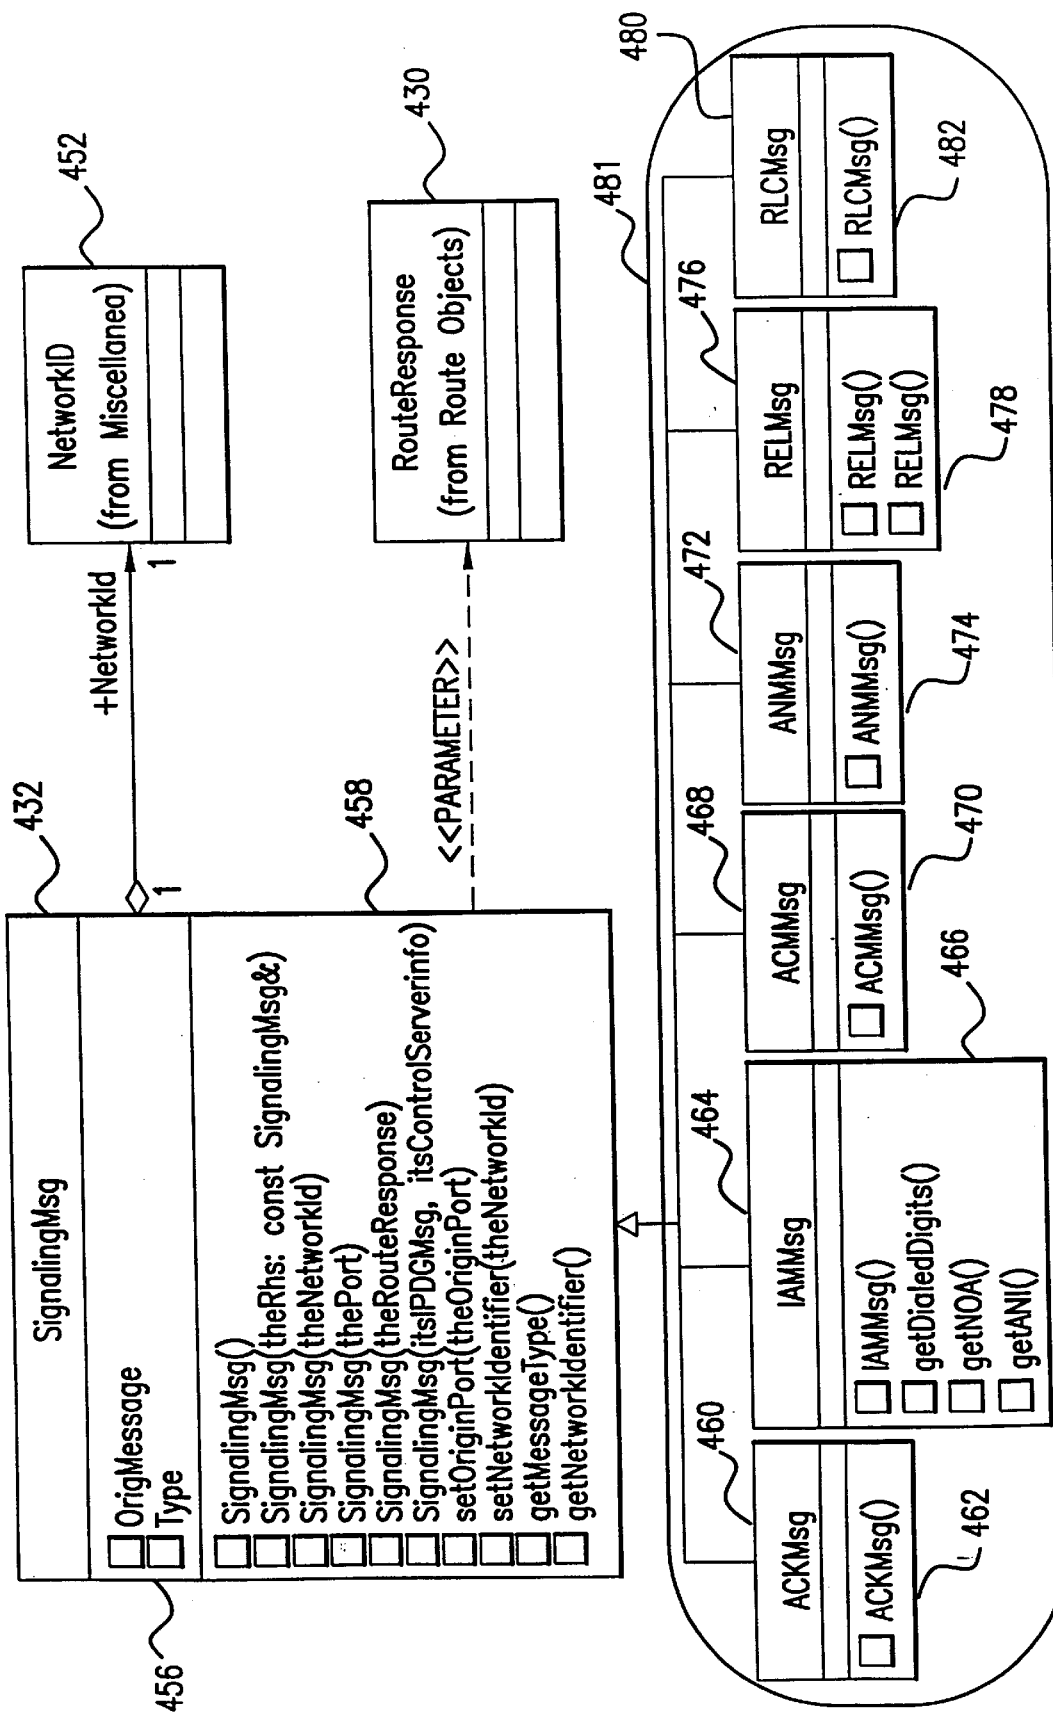 432
SignalingMsg
OrigMessage
Type
456
SignalingMsg()
SignalingMsg(theRhs: const SignalingMsg&)
SignalingMsg(theNetworkId)
SignalingMsg(thePort)
SignalingMsg(theRouteResponse)
SignalingMsg(itsIPDGMsg, itsControlServerinfo)
setOriginPort(theOriginPort)
setNetworkIdentifier(theNetworkId)
getMessageType()
getNetworkIdentifier()
458
1
+NetworkId
1
452
NetworkID
(from Miscellanea)
<<PARAMETER>>
430
RouteResponse
(from Route Objects)
481
460
ACKMsg
ACKMsg()
462
464
IAMMsg
IAMMsg()
getDialedDigits()
getNOA()
getANI()
466
468
ACMMsg
ACMMsg()
470
472
ANMMsg
ANMMsg()
474
476
RELMsg
RELMsg()
RELMsg()
478
480
RLCMsg
RLCMsg()
482